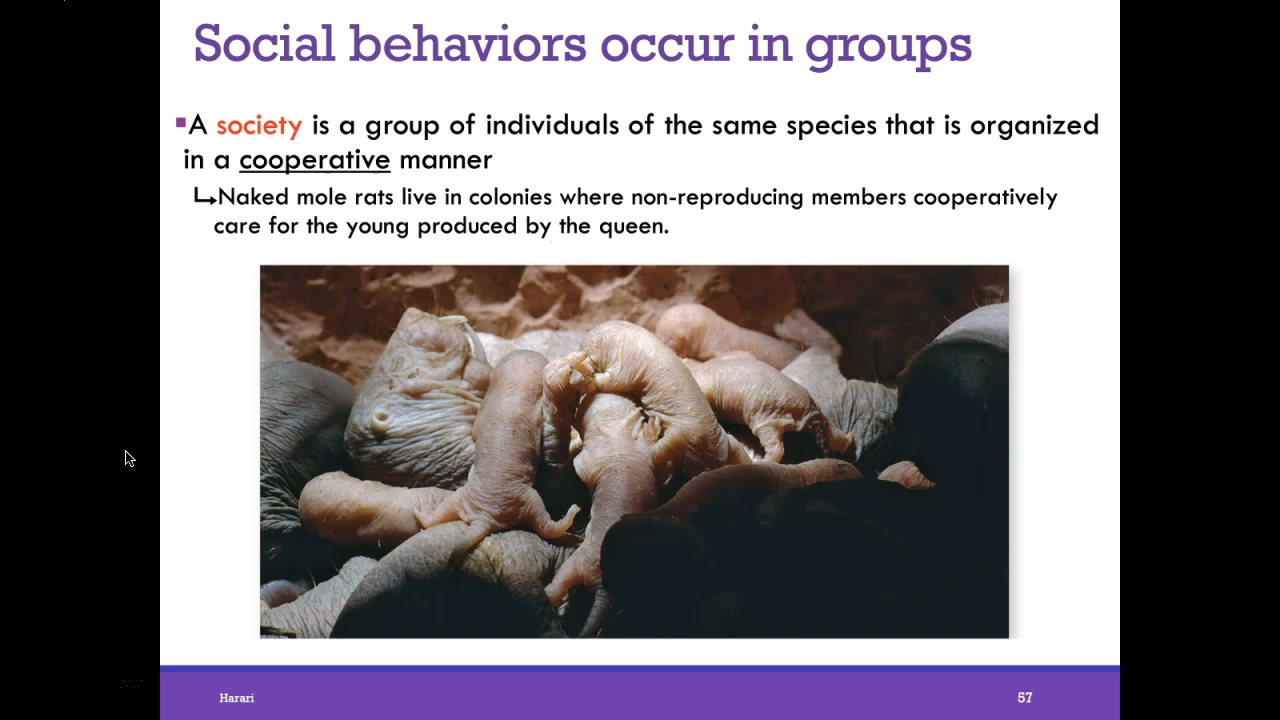 Social behaviors occur in groups
A society is a group of individuals of the same species that is organized
in a cooperative manner
Naked mole rats live in colonies where non-reproducing members cooperatively
care for the young produced by the queen.
Harari
57